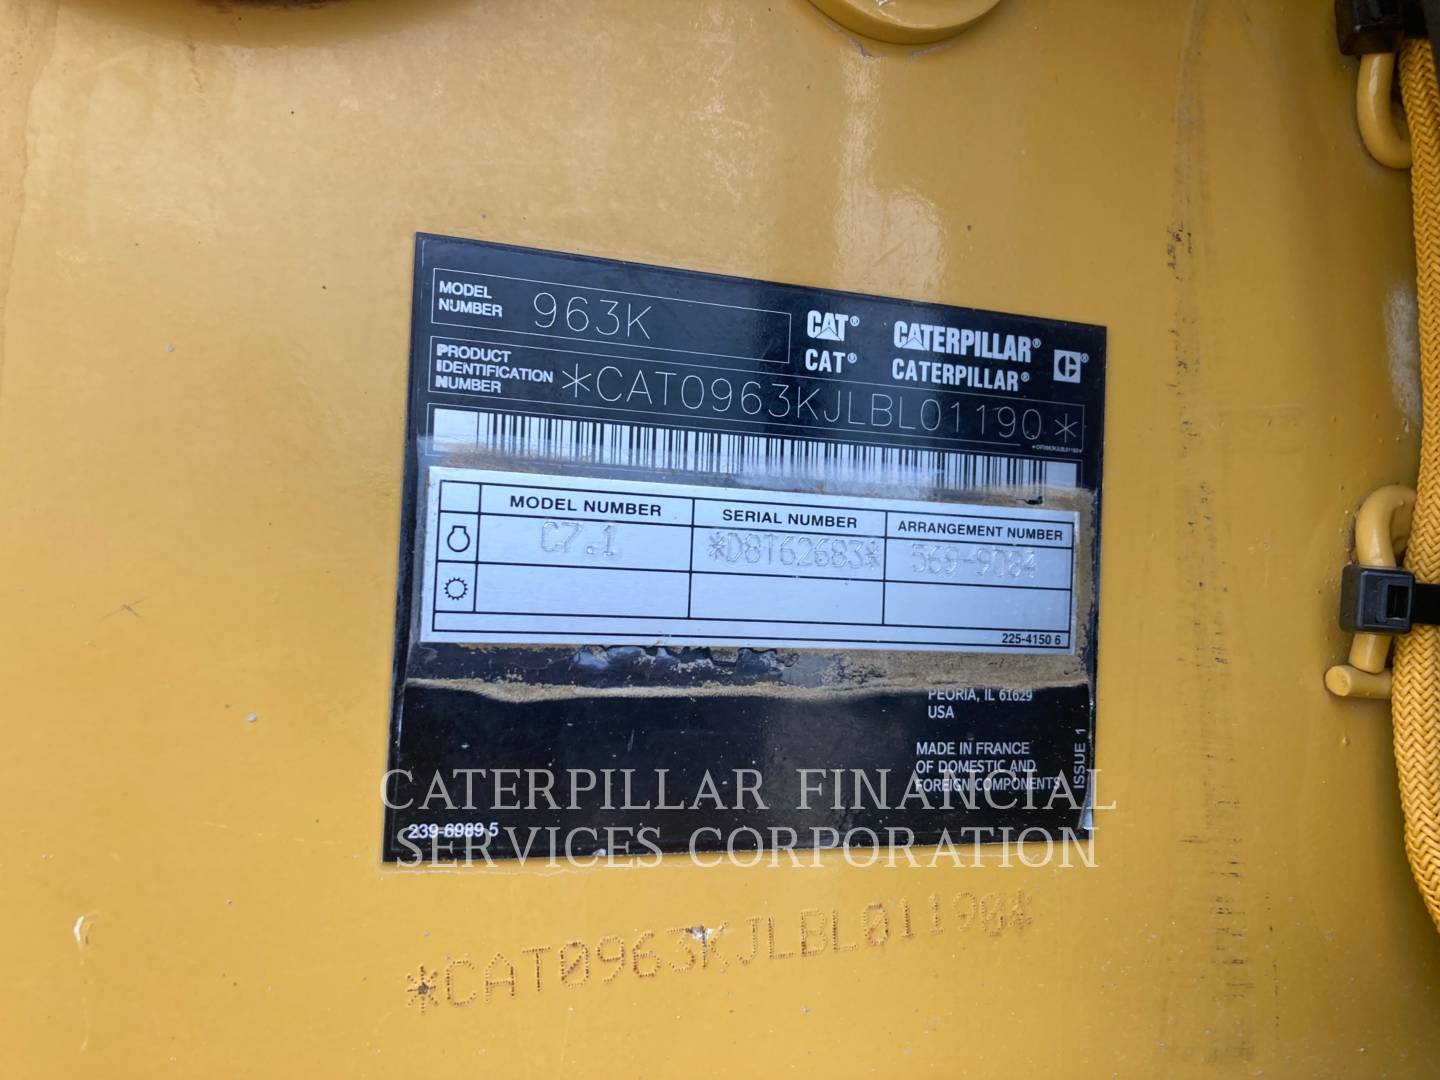 MODEL NUMBER 963K
CAT® CATERPILLAR®
CAT® CATERPILLAR®
PRODUCT IDENTIFICATION NUMBER *CAT0963KJLBL01190*
*CAT0963KJLBL01190*
MODEL NUMBER SERIAL NUMBER ARRANGEMENT NUMBER
C7.1 *D8T62683* 569-9084
225-4150 6
PEORIA, IL 61629
USA
MADE IN FRANCE
OF DOMESTIC AND
FOREIGN COMPONENTS
ISSUE 1
239-6989 5
CATERPILLAR FINANCIAL
SERVICES CORPORATION
*CAT0963KJLBL01190*